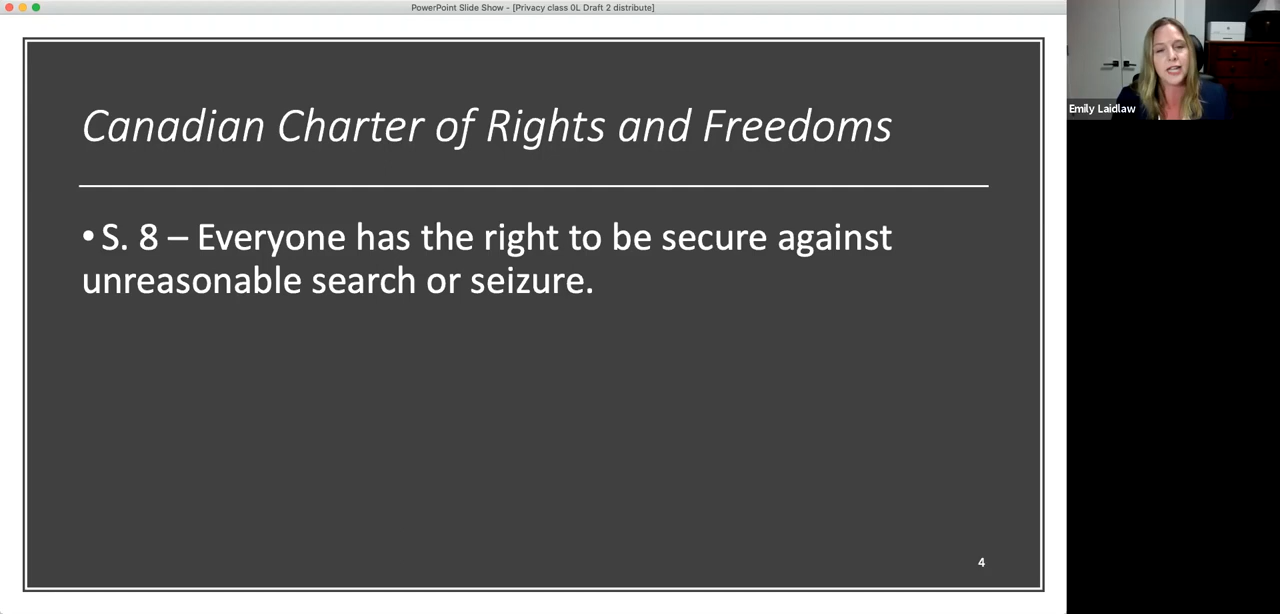 PowerPoint Slide Show - [Privacy class 0L Draft 2 distribute]
Canadian Charter of Rights and Freedoms
• S. 8 – Everyone has the right to be secure against
unreasonable search or seizure.
4
Emily Laidlaw